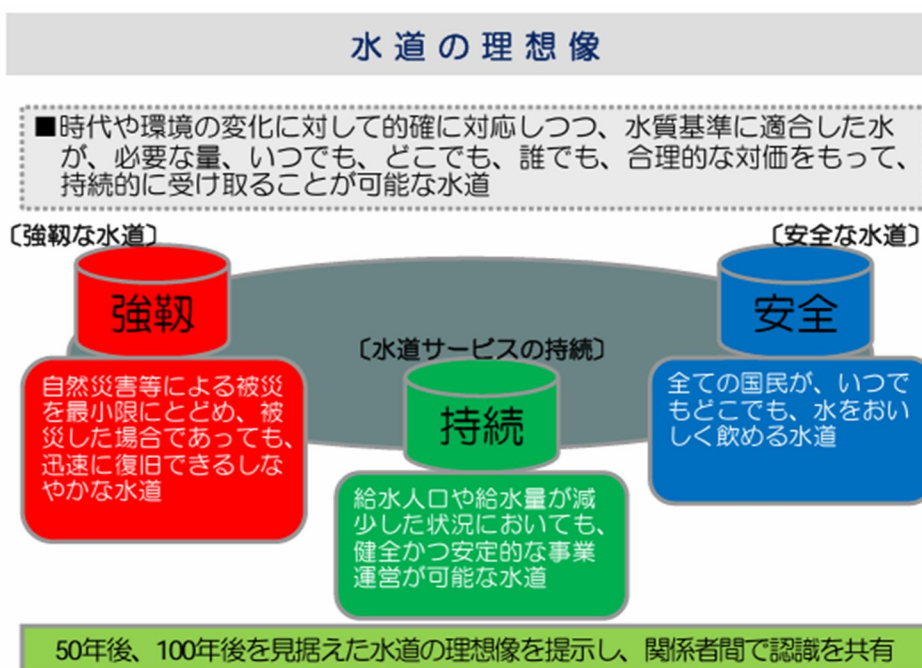 水道の理想像
■時代や環境の変化に対して的確に対応しつつ、水質基準に適合した水
が、必要な量、いつでも、どこでも、誰でも、合理的な対価をもって、
持続的に受け取ることが可能な水道
〔強靱な水道〕
〔安全な水道〕
強靱
安全
〔水道サービスの持続〕
持続
自然災害等による被災
を最小限にとどめ、被
災した場合であっても、
迅速に復旧できるしな
やかな水道
全ての国民が、いつで
もどこでも、水をおい
しく飲める水道
給水人口や給水量が減
少した状況においても、
健全かつ安定的な事業
運営が可能な水道
50年後、100年後を見据えた水道の理想像を提示し、関係者間で認識を共有